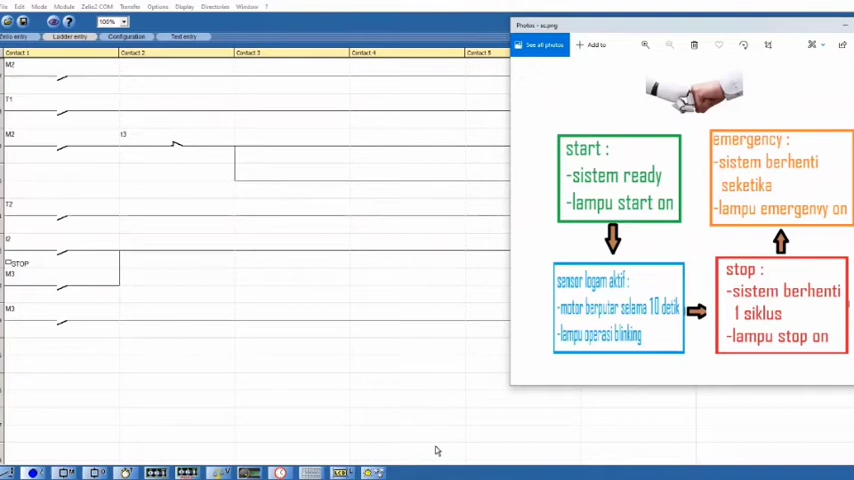 File Edit Mode Module Zelio2 COM Transfer Options Display Directories Window ?
100%
Zelio entry Ladder entry Configuration Text entry
Contact 1 Contact 2 Contact 3 Contact 4 Contact 5
M2
T1
M2 t3
T2
I2
STOP
M3
M3
Photos - sc.png
See all photos + Add to
start :
-sistem ready
-lampu start on
emergency :
-sistem berhenti
seketika
-lampu emergenvy on
sensor logam aktif :
-motor berputar selama 10 detik
-lampu operasi blinking
stop :
-sistem berhenti
1 siklus
-lampu stop on